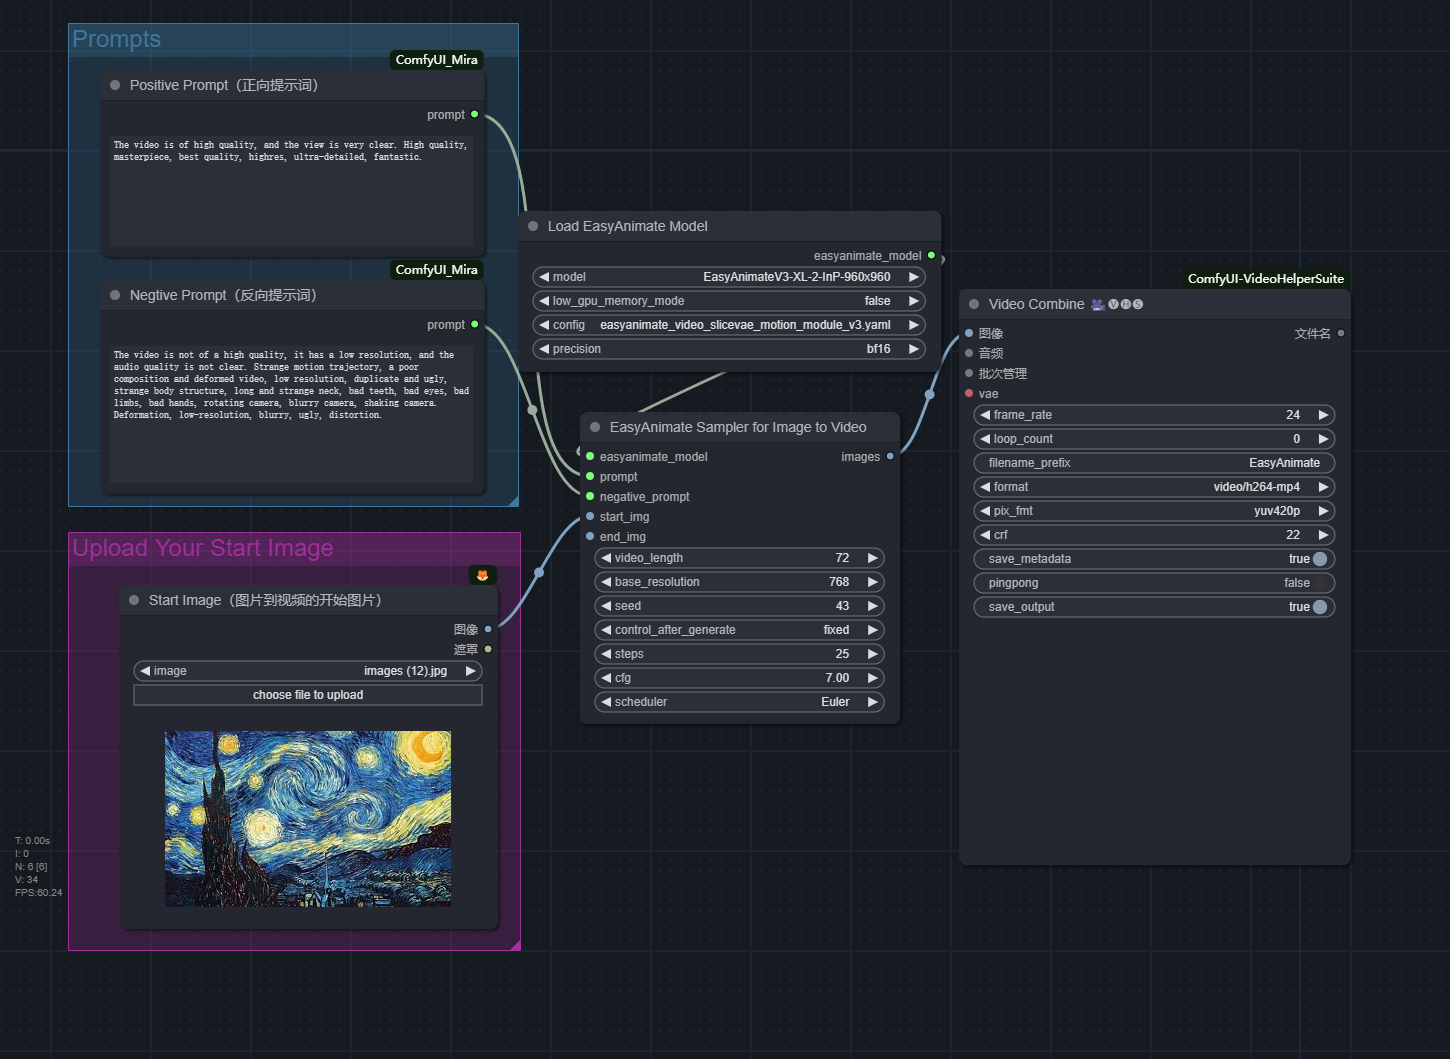 Prompts
ComfyUI_Mira
Positive Prompt（正向提示词）
prompt
The video is of high quality, and the view is very clear. High quality,
masterpiece, best quality, highres, ultra-detailed, fantastic.
ComfyUI_Mira
Negtive Prompt（反向提示词）
prompt
The video is not of a high quality, it has a low resolution, and the
audio quality is not clear. Strange motion trajectory, a poor
composition and deformed video, low resolution, duplicate and ugly,
strange body structure, long and strange neck, bad teeth, bad eyes, bad
limbs, bad hands, rotating camera, blurry camera, shaking camera.
Deformation, low-resolution, blurry, ugly, distortion.
Upload Your Start Image
Start Image（图片到视频的开始图片）
图像
遮罩
image images (12).jpg
choose file to upload
Load EasyAnimate Model
easyanimate_model
model EasyAnimateV3-XL-2-InP-960x960
low_gpu_memory_mode false
config easyanimate_video_slicevae_motion_module_v3.yaml
precision bf16
EasyAnimate Sampler for Image to Video
easyanimate_model images
prompt
negative_prompt
start_img
end_img
video_length 72
base_resolution 768
seed 43
control_after_generate fixed
steps 25
cfg 7.00
scheduler Euler
ComfyUI-VideoHelperSuite
Video Combine 🎥🅥🅗🅢
图像 文件名
音频
批次管理
vae
frame_rate 24
loop_count 0
filename_prefix EasyAnimate
format video/h264-mp4
pix_fmt yuv420p
crf 22
save_metadata true
pingpong false
save_output true
T: 0.00s
I: 0
N: 6 [6]
V: 34
FPS:60.24